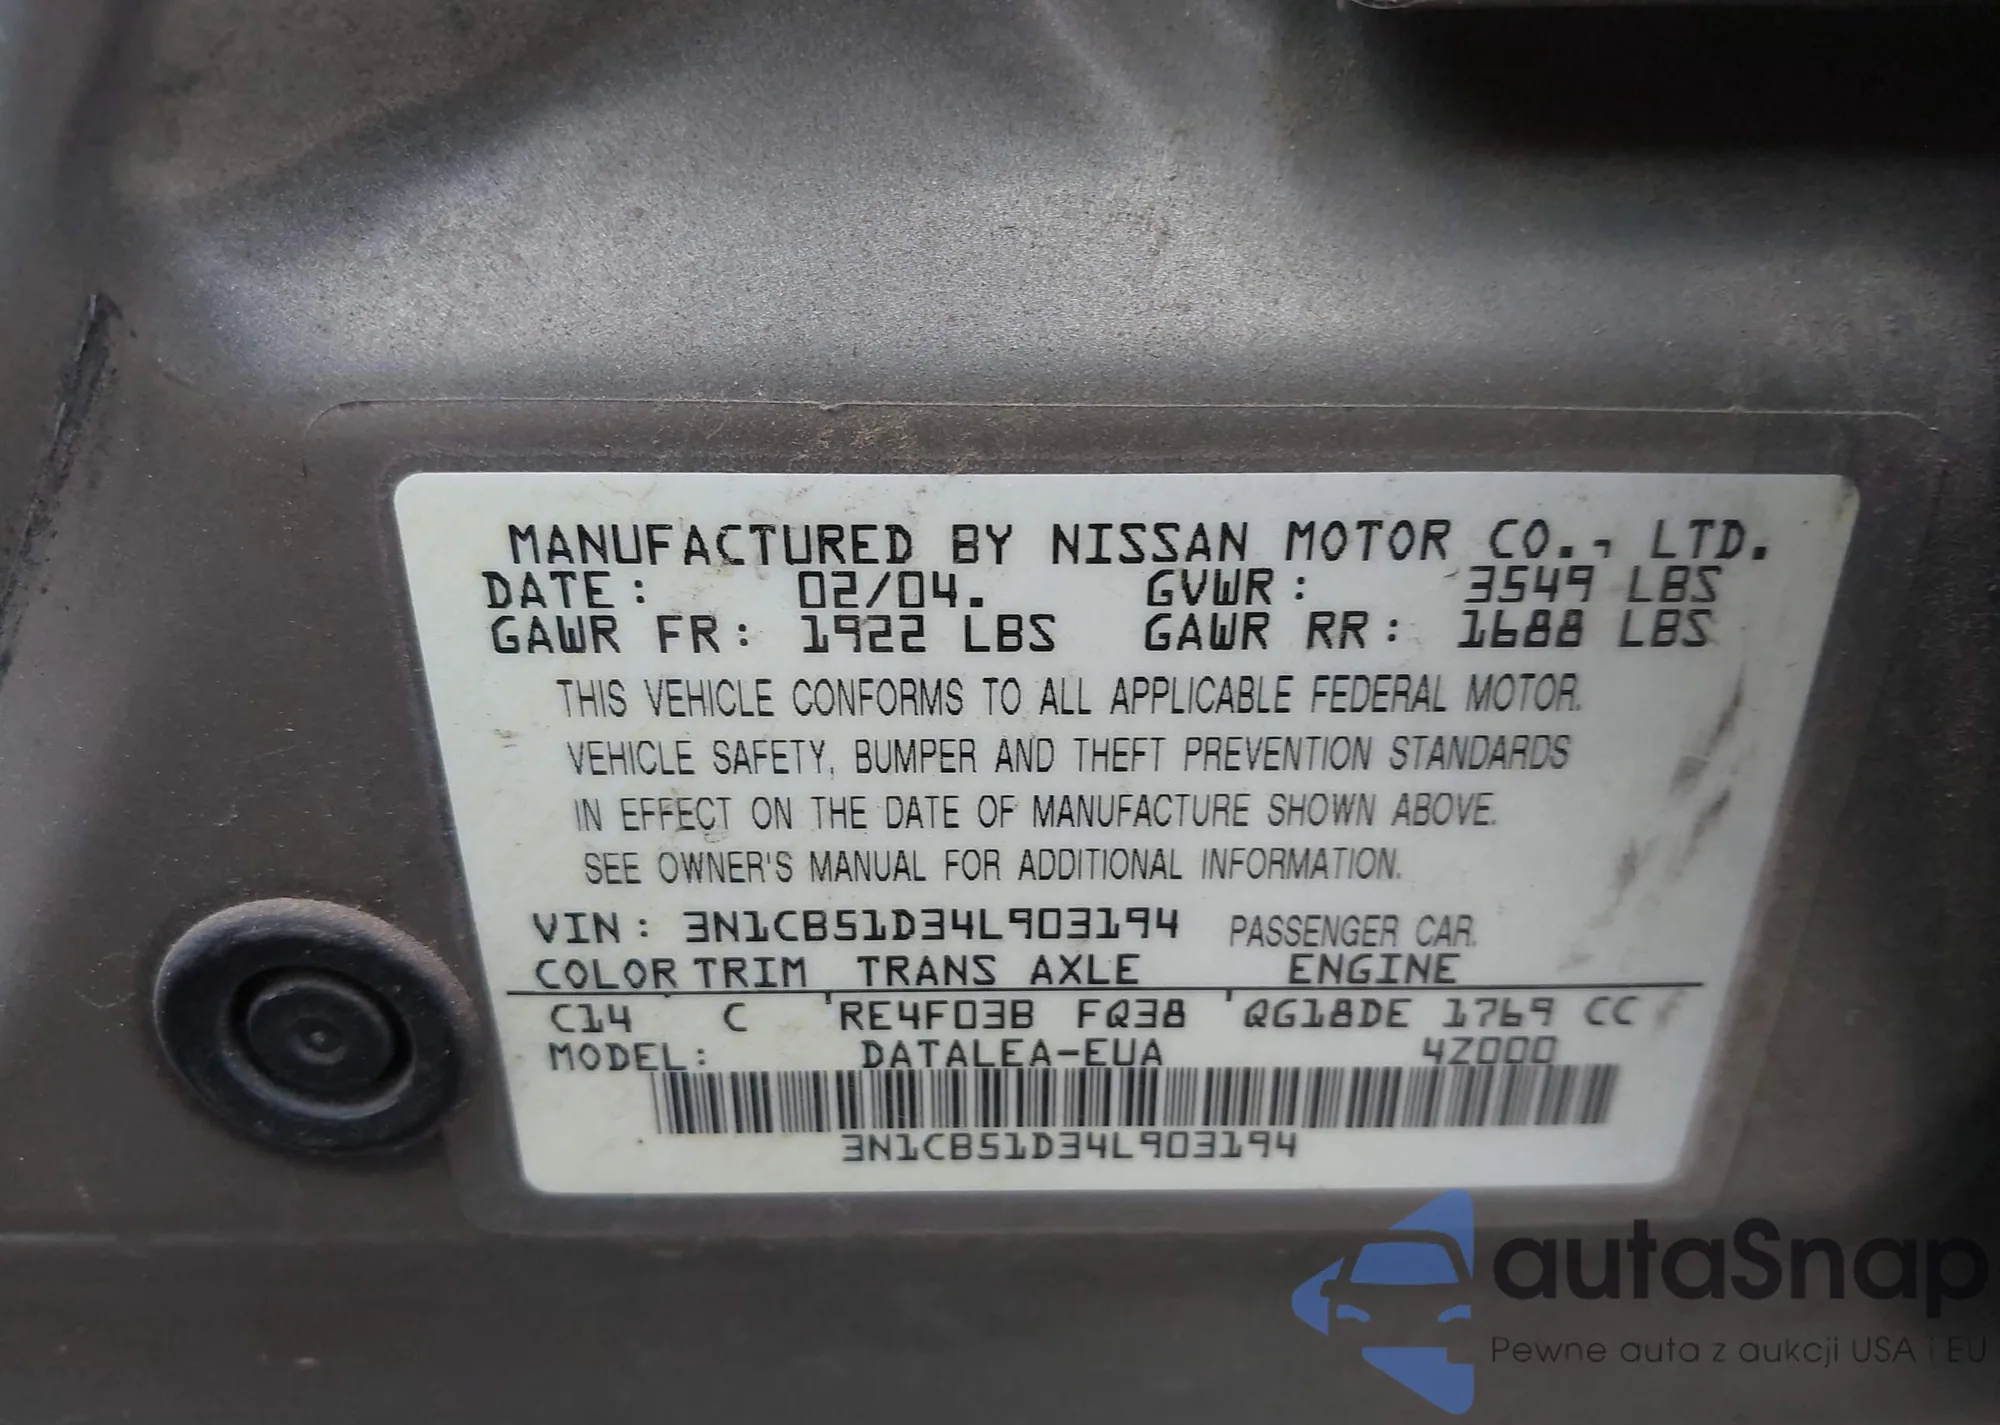 MANUFACTURED BY NISSAN MOTOR CO., LTD.
DATE: 02/04. GVWR: 3549 LBS
GAWR FR: 1922 LBS GAWR RR: 1688 LBS
THIS VEHICLE CONFORMS TO ALL APPLICABLE FEDERAL MOTOR.
VEHICLE SAFETY, BUMPER AND THEFT PREVENTION STANDARDS
IN EFFECT ON THE DATE OF MANUFACTURE SHOWN ABOVE.
SEE OWNER'S MANUAL FOR ADDITIONAL INFORMATION.
VIN: 3N1CB51D34L903194 PASSENGER CAR.
COLOR TRIM TRANS AXLE ENGINE
C14 C RE4F03B FQ38 QG18DE 1769 CC
MODEL: DATALEA-EUA 4Z000
3N1CB51D34L903194
autaSnap
Pewne auta z aukcji USA i EU